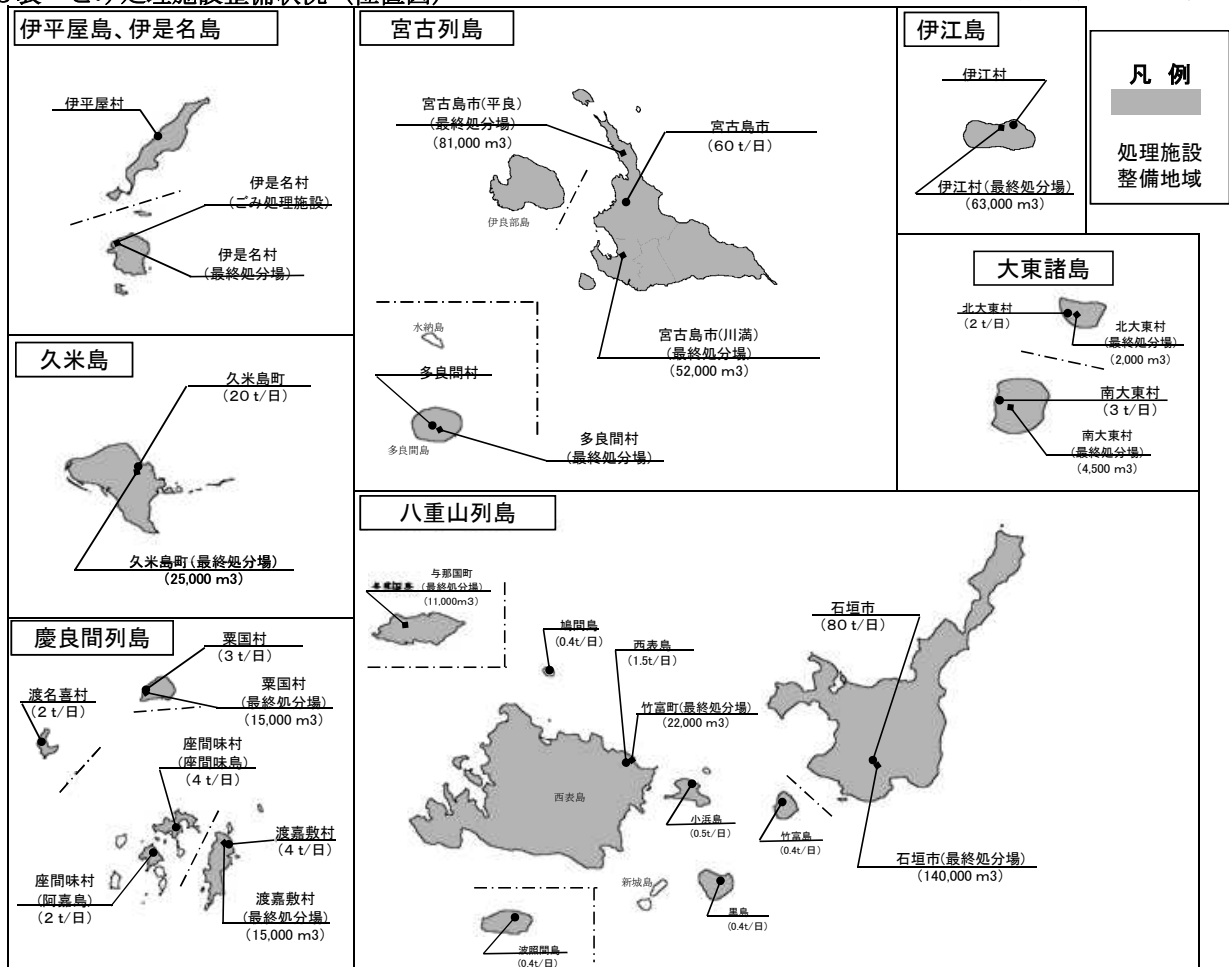 ごみ処理施設整備状況（位置図）
伊平屋島、伊是名島
伊平屋村
伊是名村
(ごみ処理施設)
伊是名村
(最終処分場)
宮古列島
宮古島市(平良)
(最終処分場)
(81,000 m3)
宮古島市
(60 t/日)
伊良部島
宮古島市(川満)
(最終処分場)
(52,000 m3)
水納島
多良間村
多良間島
多良間村
(最終処分場)
伊江島
伊江村
伊江村(最終処分場)
(63,000 m3)
凡 例
処理施設
整備地域
大東諸島
北大東村
(2 t/日)
北大東村
(最終処分場)
(2,000 m3)
南大東村
(3 t/日)
南大東村
(最終処分場)
(4,500 m3)
久米島
久米島町
(20 t/日)
久米島町(最終処分場)
(25,000 m3)
慶良間列島
粟国村
(3 t/日)
粟国村
(最終処分場)
(15,000 m3)
渡名喜村
(2 t/日)
座間味村
(座間味島)
(4 t/日)
渡嘉敷村
(4 t/日)
座間味村
(阿嘉島)
(2 t/日)
渡嘉敷村
(最終処分場)
(15,000 m3)
八重山列島
与那国町
(最終処分場)
(11,000m3)
鳩間島
(0.4t/日)
西表島
(1.5t/日)
竹富町(最終処分場)
(22,000 m3)
石垣市
(80 t/日)
西表島
小浜島
(0.5t/日)
竹富島
(0.4t/日)
石垣市(最終処分場)
(140,000 m3)
新城島
黒島
(0.4t/日)
波照間島
(0.4t/日)